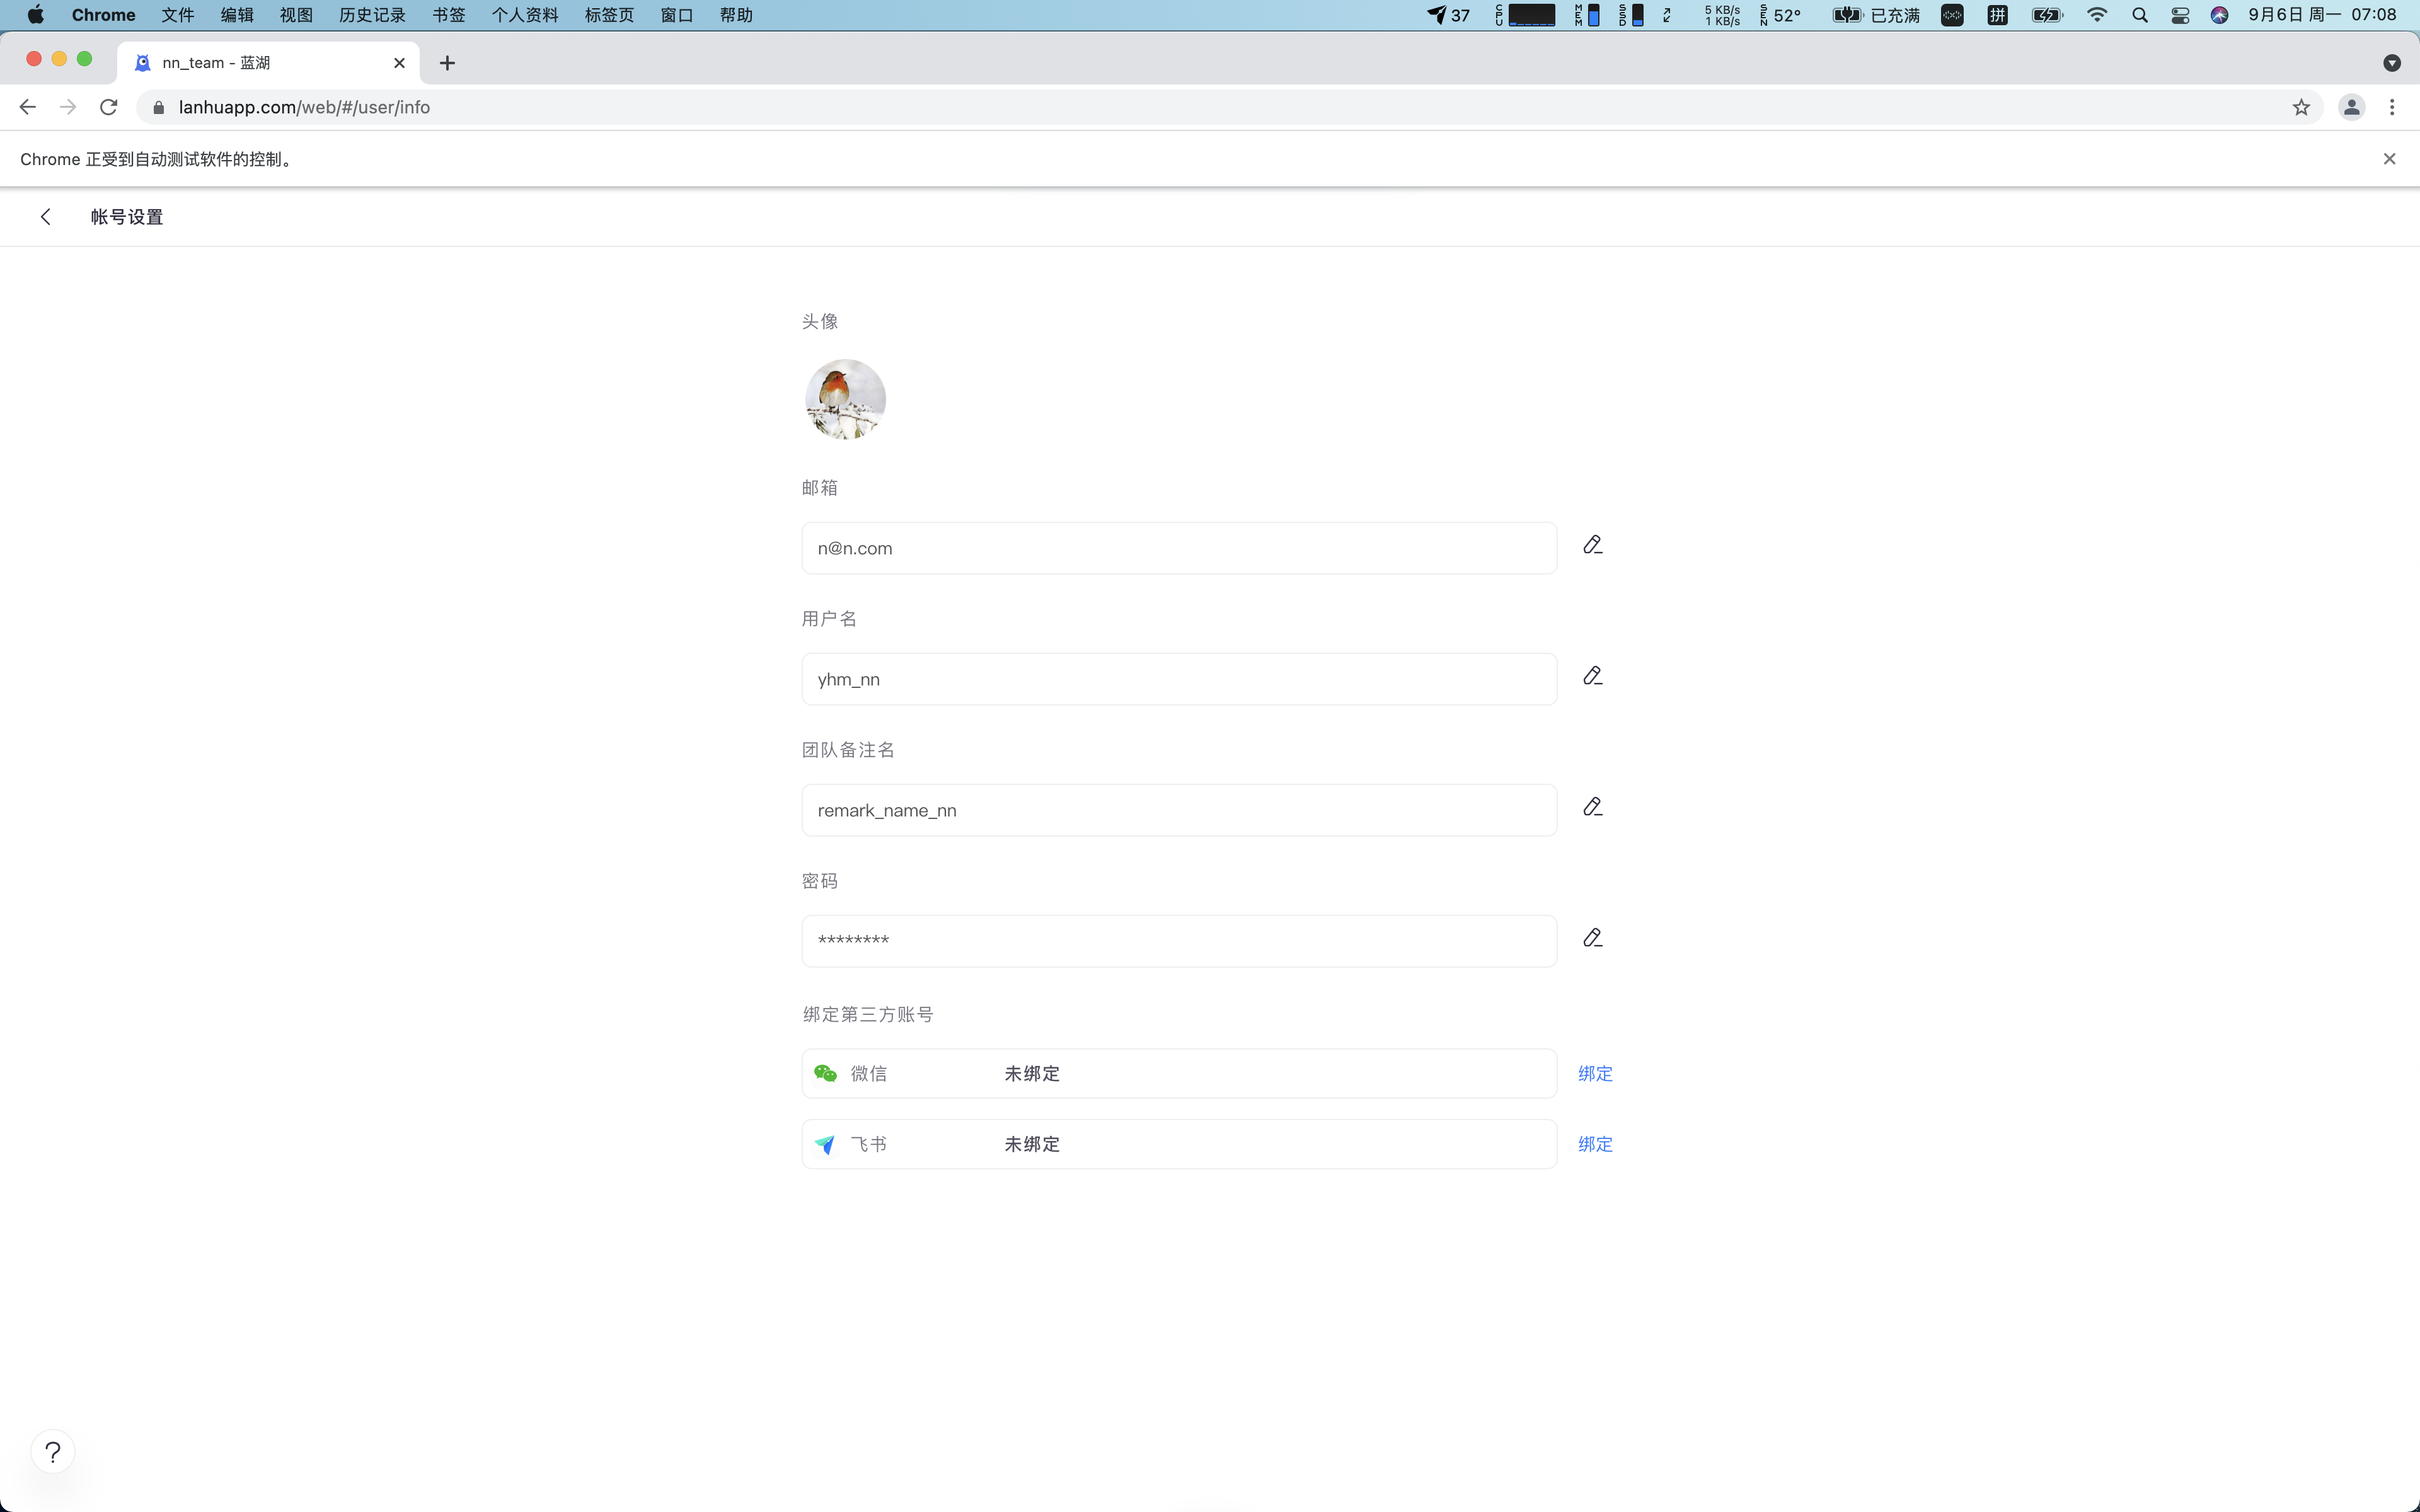 Chrome 文件 编辑 视图 历史记录 书签 个人资料 标签页 窗口 帮助 37 CPU MEM SSD 5 KB/s 1 KB/s SEN 52° 已充满 拼 9月6日 周一 07:08
nn_team - 蓝湖
lanhuapp.com/web/#/user/info
Chrome 正受到自动测试软件的控制。
帐号设置
头像
邮箱
n@n.com
用户名
yhm_nn
团队备注名
remark_name_nn
密码
********
绑定第三方账号
微信 未绑定 绑定
飞书 未绑定 绑定
?